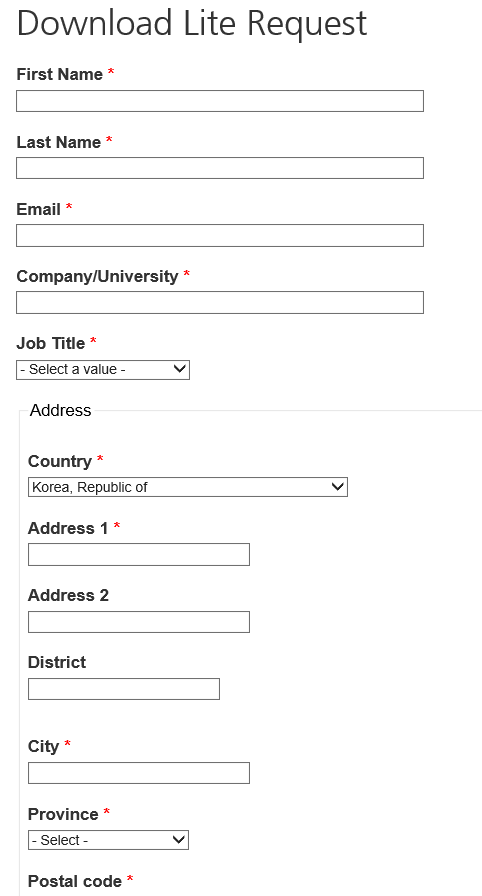 Download Lite Request
First Name *
Last Name *
Email *
Company/University *
Job Title *
- Select a value -
Address
Country *
Korea, Republic of
Address 1 *
Address 2
District
City *
Province *
- Select -
Postal code *